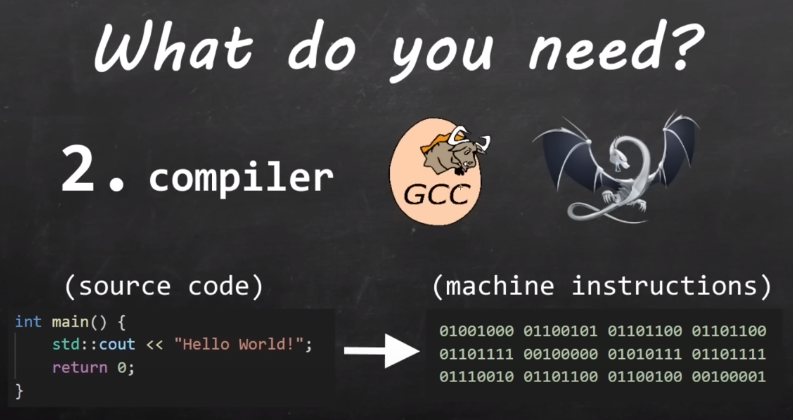 What do you need?
2. compiler
GCC
(source code)
(machine instructions)
int main() {
    std::cout << "Hello World!";
    return 0;
}
01001000 01100101 01101100 01101100
01101111 00100000 01010111 01101111
01110010 01101100 01100100 00100001